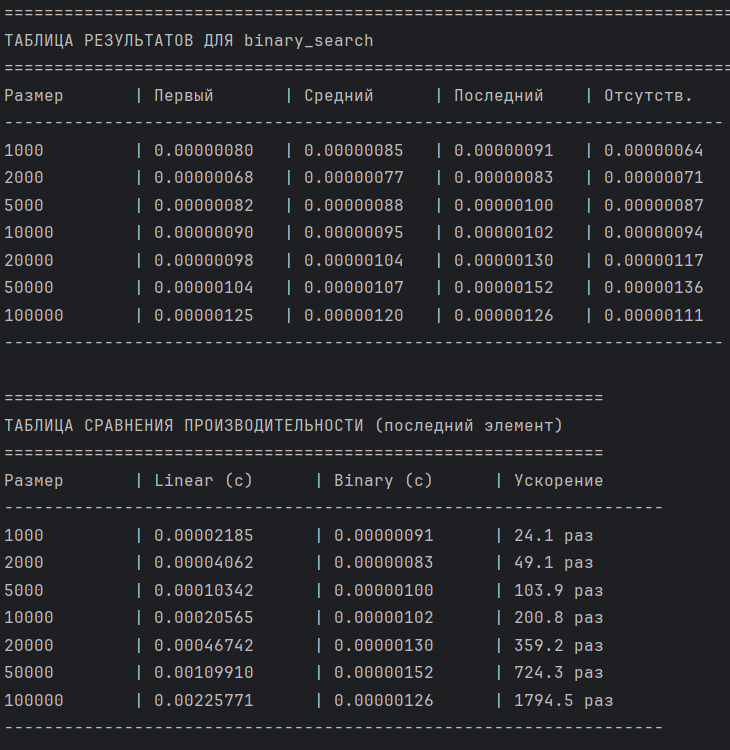 =========================================================================
ТАБЛИЦА РЕЗУЛЬТАТОВ ДЛЯ binary_search
=========================================================================
Размер | Первый | Средний | Последний | Отсутств.
------------------------------------------------------------------------
1000 | 0.00000080 | 0.00000085 | 0.00000091 | 0.00000064
2000 | 0.00000068 | 0.00000077 | 0.00000083 | 0.00000071
5000 | 0.00000082 | 0.00000088 | 0.00000100 | 0.00000087
10000 | 0.00000090 | 0.00000095 | 0.00000102 | 0.00000094
20000 | 0.00000098 | 0.00000104 | 0.00000130 | 0.00000117
50000 | 0.00000104 | 0.00000107 | 0.00000152 | 0.00000136
100000 | 0.00000125 | 0.00000120 | 0.00000126 | 0.00000111
------------------------------------------------------------------------
============================================================
ТАБЛИЦА СРАВНЕНИЯ ПРОИЗВОДИТЕЛЬНОСТИ (последний элемент)
============================================================
Размер | Linear (с) | Binary (с) | Ускорение
------------------------------------------------------------------
1000 | 0.00002185 | 0.00000091 | 24.1 раз
2000 | 0.00004062 | 0.00000083 | 49.1 раз
5000 | 0.00010342 | 0.00000100 | 103.9 раз
10000 | 0.00020565 | 0.00000102 | 200.8 раз
20000 | 0.00046742 | 0.00000130 | 359.2 раз
50000 | 0.00109910 | 0.00000152 | 724.3 раз
100000 | 0.00225771 | 0.00000126 | 1794.5 раз
------------------------------------------------------------------